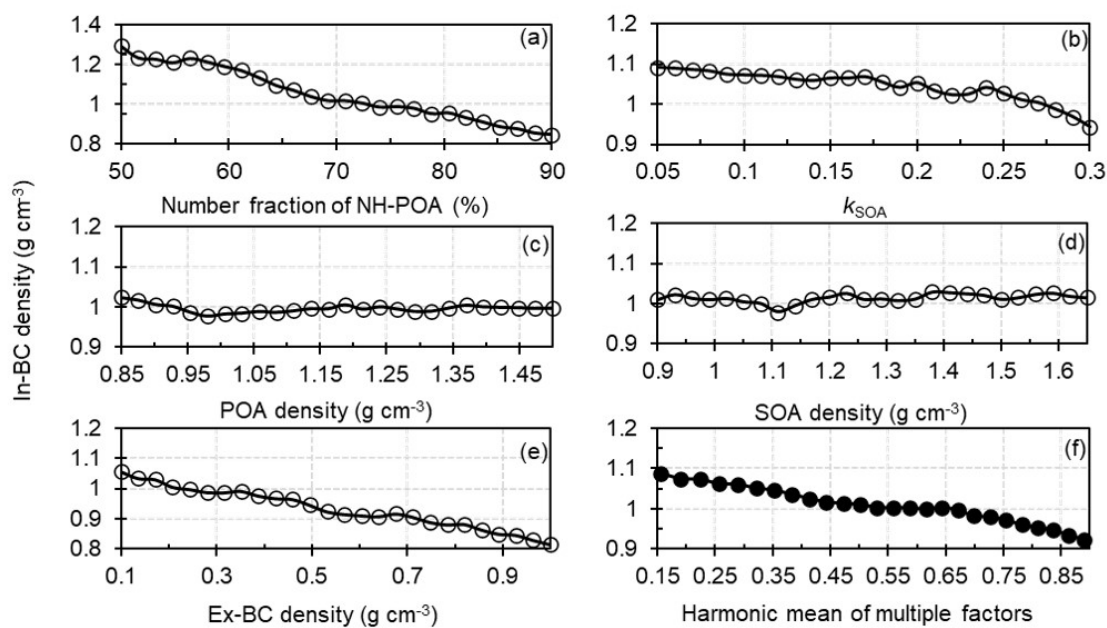 In-BC density (g cm-3)
1.4
1.2
1
0.8
(a)
50 60 70 80 90
Number fraction of NH-POA (%)
1.2
1.1
1
0.9
(b)
0.05 0.1 0.15 0.2 0.25 0.3
kSOA
1.2
1.1
1
0.9
(c)
0.85 0.95 1.05 1.15 1.25 1.35 1.45
POA density (g cm-3)
1.2
1.1
1
0.9
(d)
0.9 1 1.1 1.2 1.3 1.4 1.5 1.6
SOA density (g cm-3)
1.2
1.1
1
0.9
0.8
(e)
0.1 0.3 0.5 0.7 0.9
Ex-BC density (g cm-3)
1.2
1.1
1
0.9
(f)
0.15 0.25 0.35 0.45 0.55 0.65 0.75 0.85
Harmonic mean of multiple factors